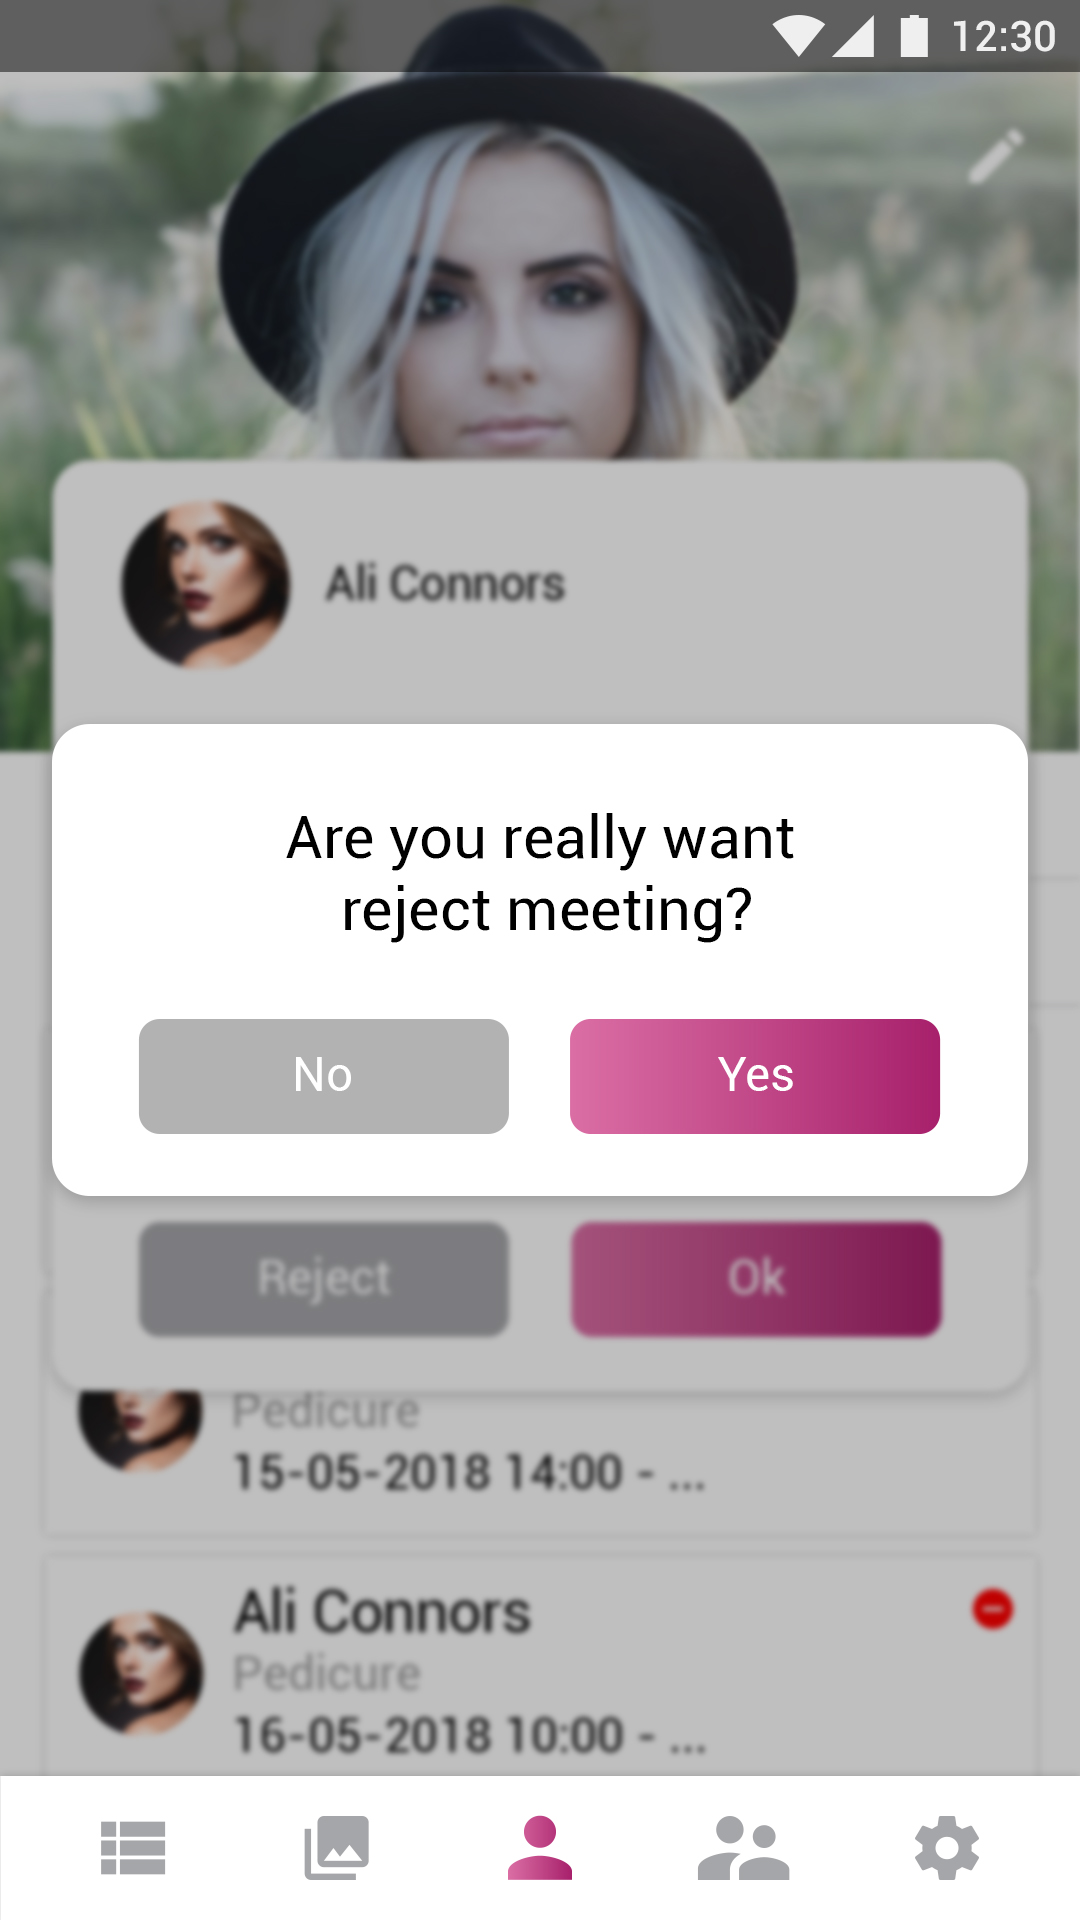 12:30
Ali Connors
Are you really want
reject meeting?
No
Yes
Reject
Ok
Pedicure
15-05-2018 14:00 - ...
Ali Connors
Pedicure
16-05-2018 10:00 - ...